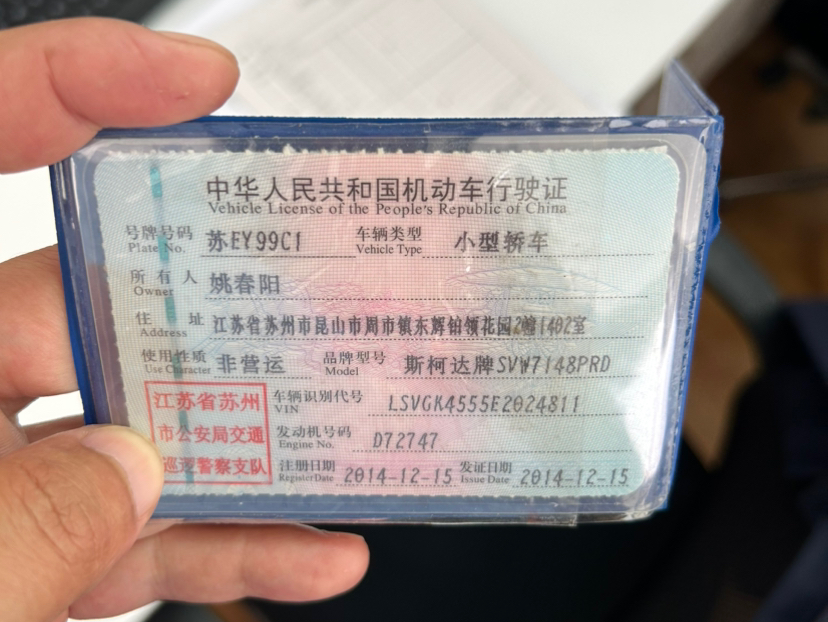 中华人民共和国机动车行驶证
Vehicle License of the People's Republic of China
号牌号码 苏EY99C1 车辆类型 小型轿车
Plate No. Vehicle Type
所有人 姚春阳
Owner
住址 江苏省苏州市昆山市周市镇东辉铂领花园2幢1402室
Address
使用性质 非营运 品牌型号 斯柯达牌SVW7148PRD
Use Character Model
江苏省苏州 车辆识别代号 LSVGK4555E2024811
VIN
市公安局交通 发动机号码 D72747
Engine No.
巡逻警察支队 注册日期 2014-12-15 发证日期 2014-12-15
Register Date Issue Date